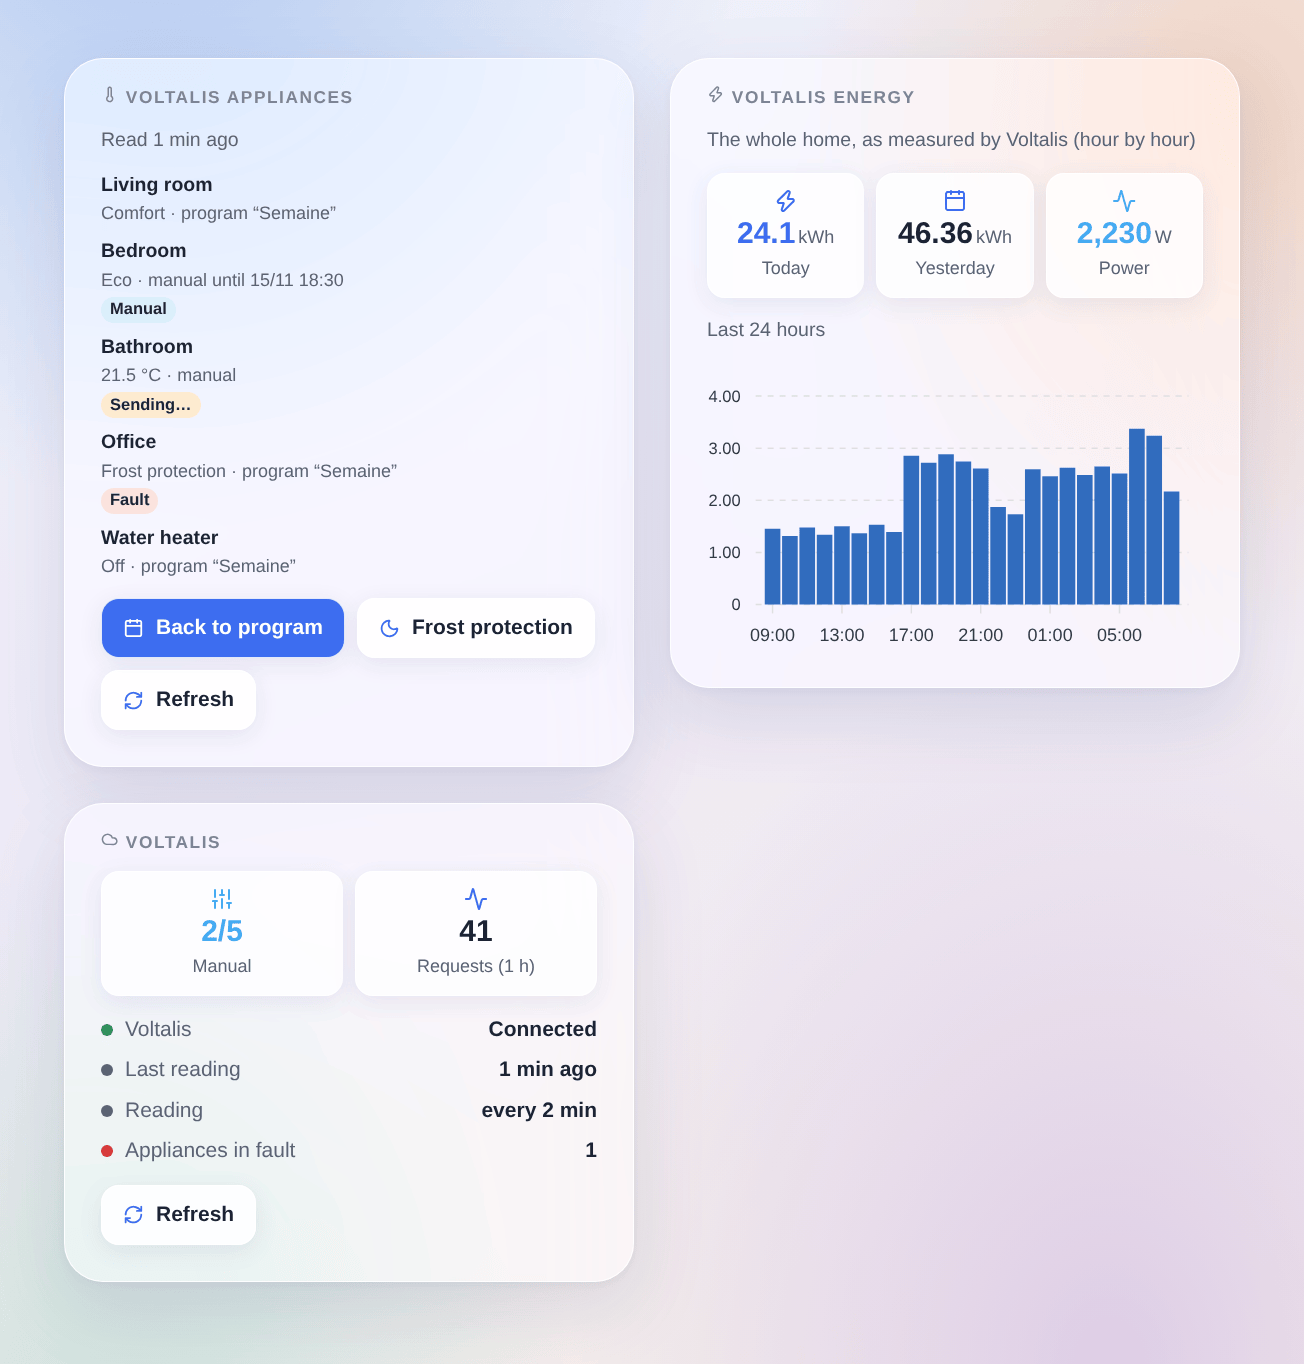 VOLTALIS APPLIANCES
Read 1 min ago
Living room
Comfort · program “Semaine”
Bedroom
Eco · manual until 15/11 18:30
Manual
Bathroom
21.5 °C · manual
Sending…
Office
Frost protection · program “Semaine”
Fault
Water heater
Off · program “Semaine”
Back to program
Frost protection
Refresh
VOLTALIS ENERGY
The whole home, as measured by Voltalis (hour by hour)
24.1 kWh
Today
46.36 kWh
Yesterday
2,230 W
Power
Last 24 hours
4.00
3.00
2.00
1.00
0
09:00 13:00 17:00 21:00 01:00 05:00
VOLTALIS
2/5
Manual
41
Requests (1 h)
Voltalis Connected
Last reading 1 min ago
Reading every 2 min
Appliances in fault 1
Refresh